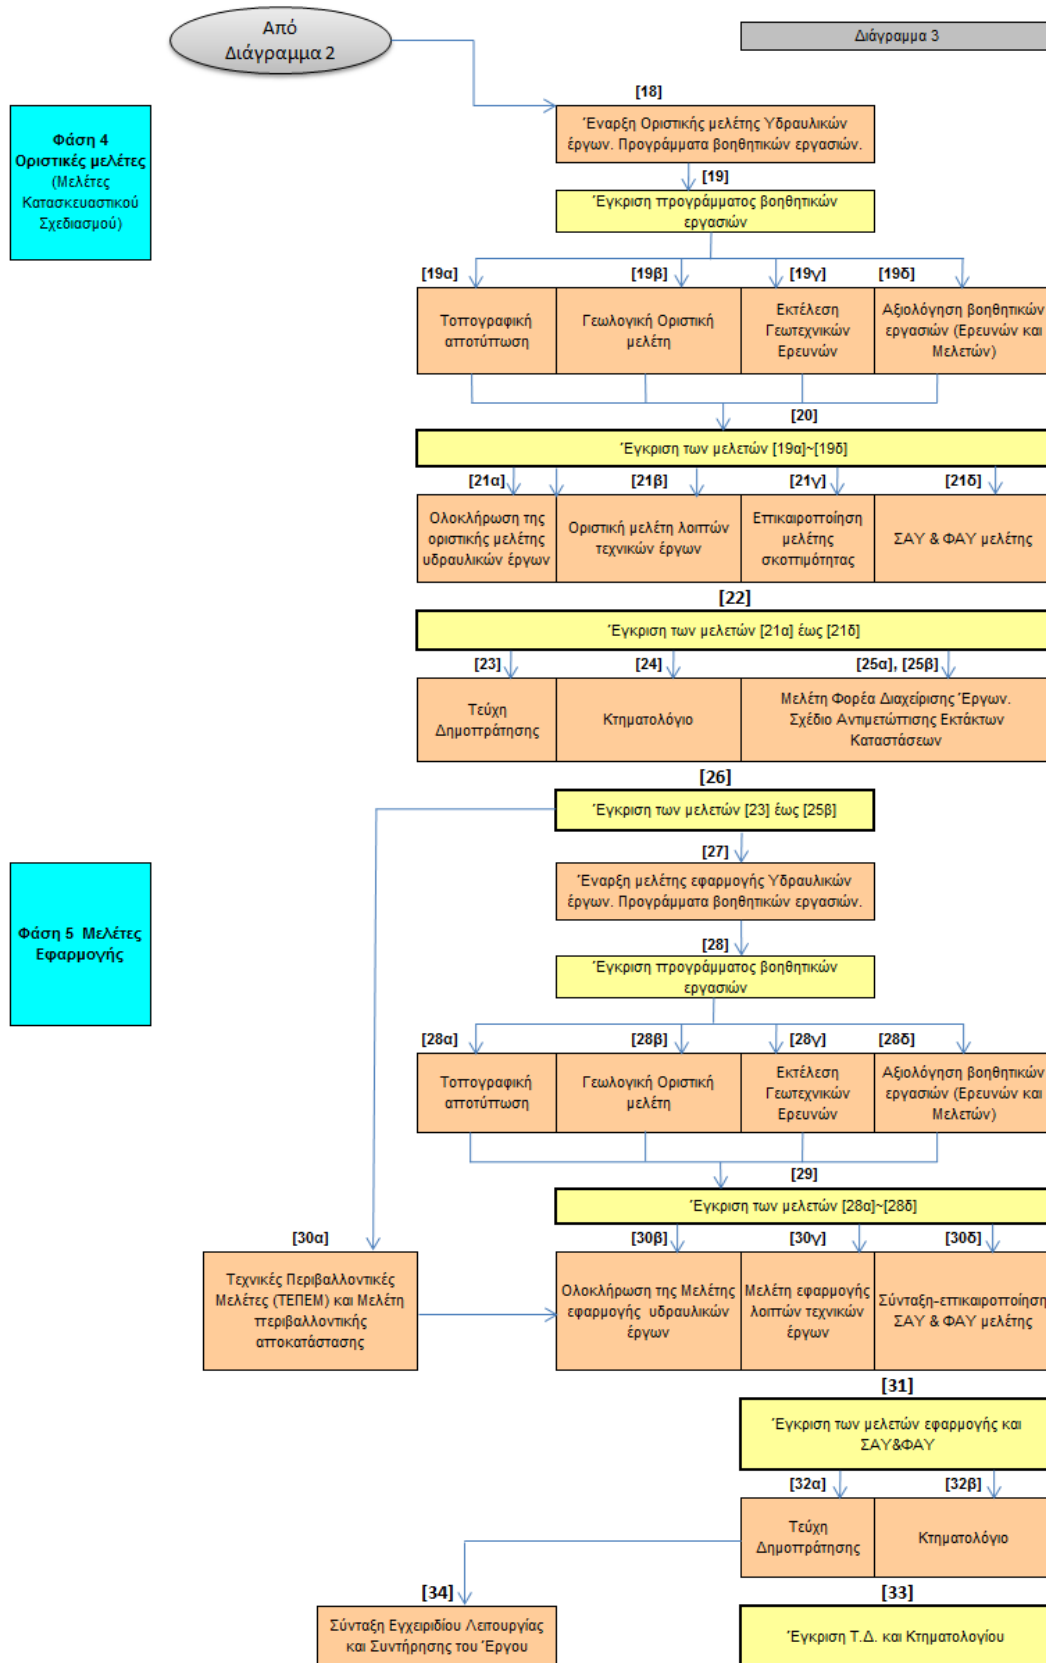 Από
Διάγραμμα 2
Διάγραμμα 3
[18]
Έναρξη Οριστικής μελέτης Υδραυλικών
έργων. Προγράμματα βοηθητικών εργασιών.
Φάση 4
Οριστικές μελέτες
(Μελέτες
Κατασκευαστικού
Σχεδιασμού)
[19]
Έγκριση προγράμματος βοηθητικών
εργασιών
[19α]
[19β]
[19γ]
[19δ]
Τοπογραφική
αποτύπωση
Γεωλογική Οριστική
μελέτη
Εκτέλεση
Γεωτεχνικών
Ερευνών
Αξιολόγηση βοηθητικών
εργασιών (Ερευνών και
Μελετών)
[20]
Έγκριση των μελετών [19α]~[19δ]
[21α]
[21β]
[21γ]
[21δ]
Ολοκλήρωση της
οριστικής μελέτης
υδραυλικών έργων
Οριστική μελέτη λοιπών
τεχνικών έργων
Επικαιροποίηση
μελέτης
σκοπιμότητας
ΣΑΥ & ΦΑΥ μελέτης
[22]
Έγκριση των μελετών [21α] έως [21δ]
[23]
[24]
[25α], [25β]
Τεύχη
Δημοπράτησης
Κτηματολόγιο
Μελέτη Φορέα Διαχείρισης Έργων.
Σχέδιο Αντιμετώπισης Εκτάκτων
Καταστάσεων
[26]
Έγκριση των μελετών [23] έως [25β]
[27]
Έναρξη μελέτης εφαρμογής Υδραυλικών
έργων. Προγράμματα βοηθητικών εργασιών.
Φάση 5 Μελέτες
Εφαρμογής
[28]
Έγκριση προγράμματος βοηθητικών
εργασιών
[28α]
[28β]
[28γ]
[28δ]
Τοπογραφική
αποτύπωση
Γεωλογική Οριστική
μελέτη
Εκτέλεση
Γεωτεχνικών
Ερευνών
Αξιολόγηση βοηθητικών
εργασιών (Ερευνών και
Μελετών)
[29]
Έγκριση των μελετών [28α]~[28δ]
[30α]
[30β]
[30γ]
[30δ]
Τεχνικές Περιβαλλοντικές
Μελέτες (ΤΕΠΕΜ) και Μελέτη
περιβαλλοντικής
αποκατάστασης
Ολοκλήρωση της Μελέτης
εφαρμογής υδραυλικών
έργων
Μελέτη εφαρμογής
λοιπών τεχνικών
έργων
Σύνταξη-επικαιροποίηση
ΣΑΥ & ΦΑΥ μελέτης
[31]
Έγκριση των μελετών εφαρμογής και
ΣΑΥ&ΦΑΥ
[32α]
[32β]
Τεύχη
Δημοπράτησης
Κτηματολόγιο
[34]
[33]
Σύνταξη Εγχειριδίου Λειτουργίας
και Συντήρησης του Έργου
Έγκριση Τ.Δ. και Κτηματολογίου